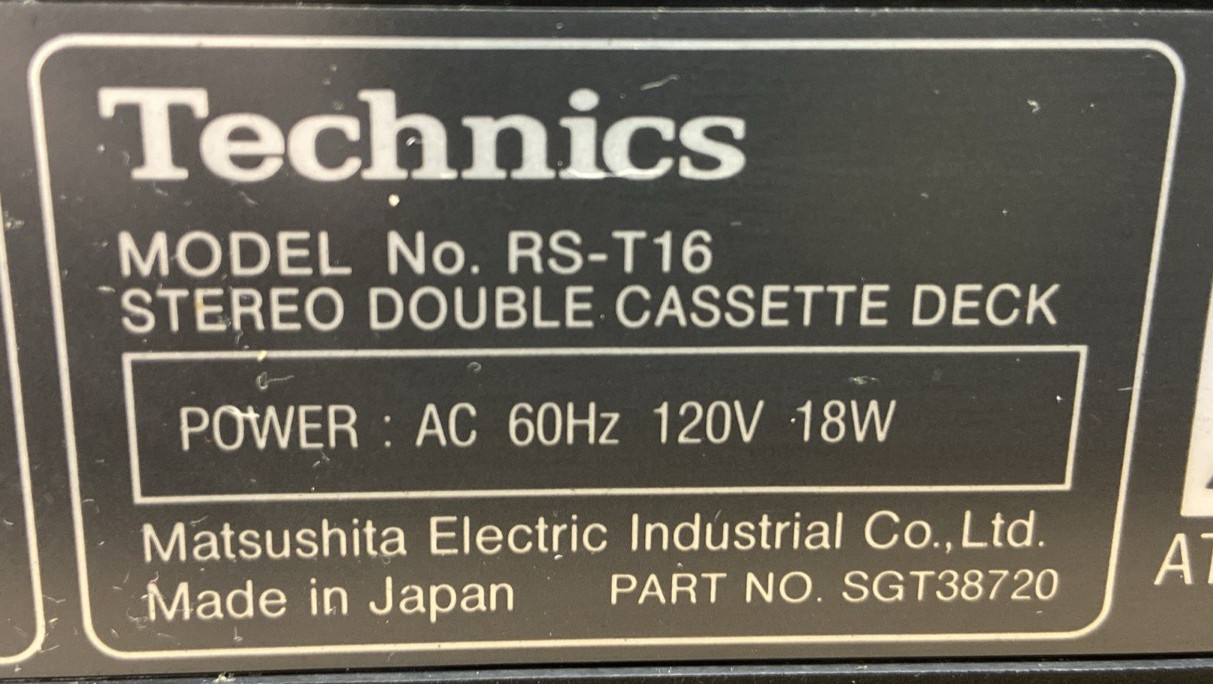 Technics
MODEL No. RS-T16
STEREO DOUBLE CASSETTE DECK
POWER : AC 60Hz 120V 18W
Matsushita Electric Industrial Co.,Ltd.
Made in Japan PART NO. SGT38720